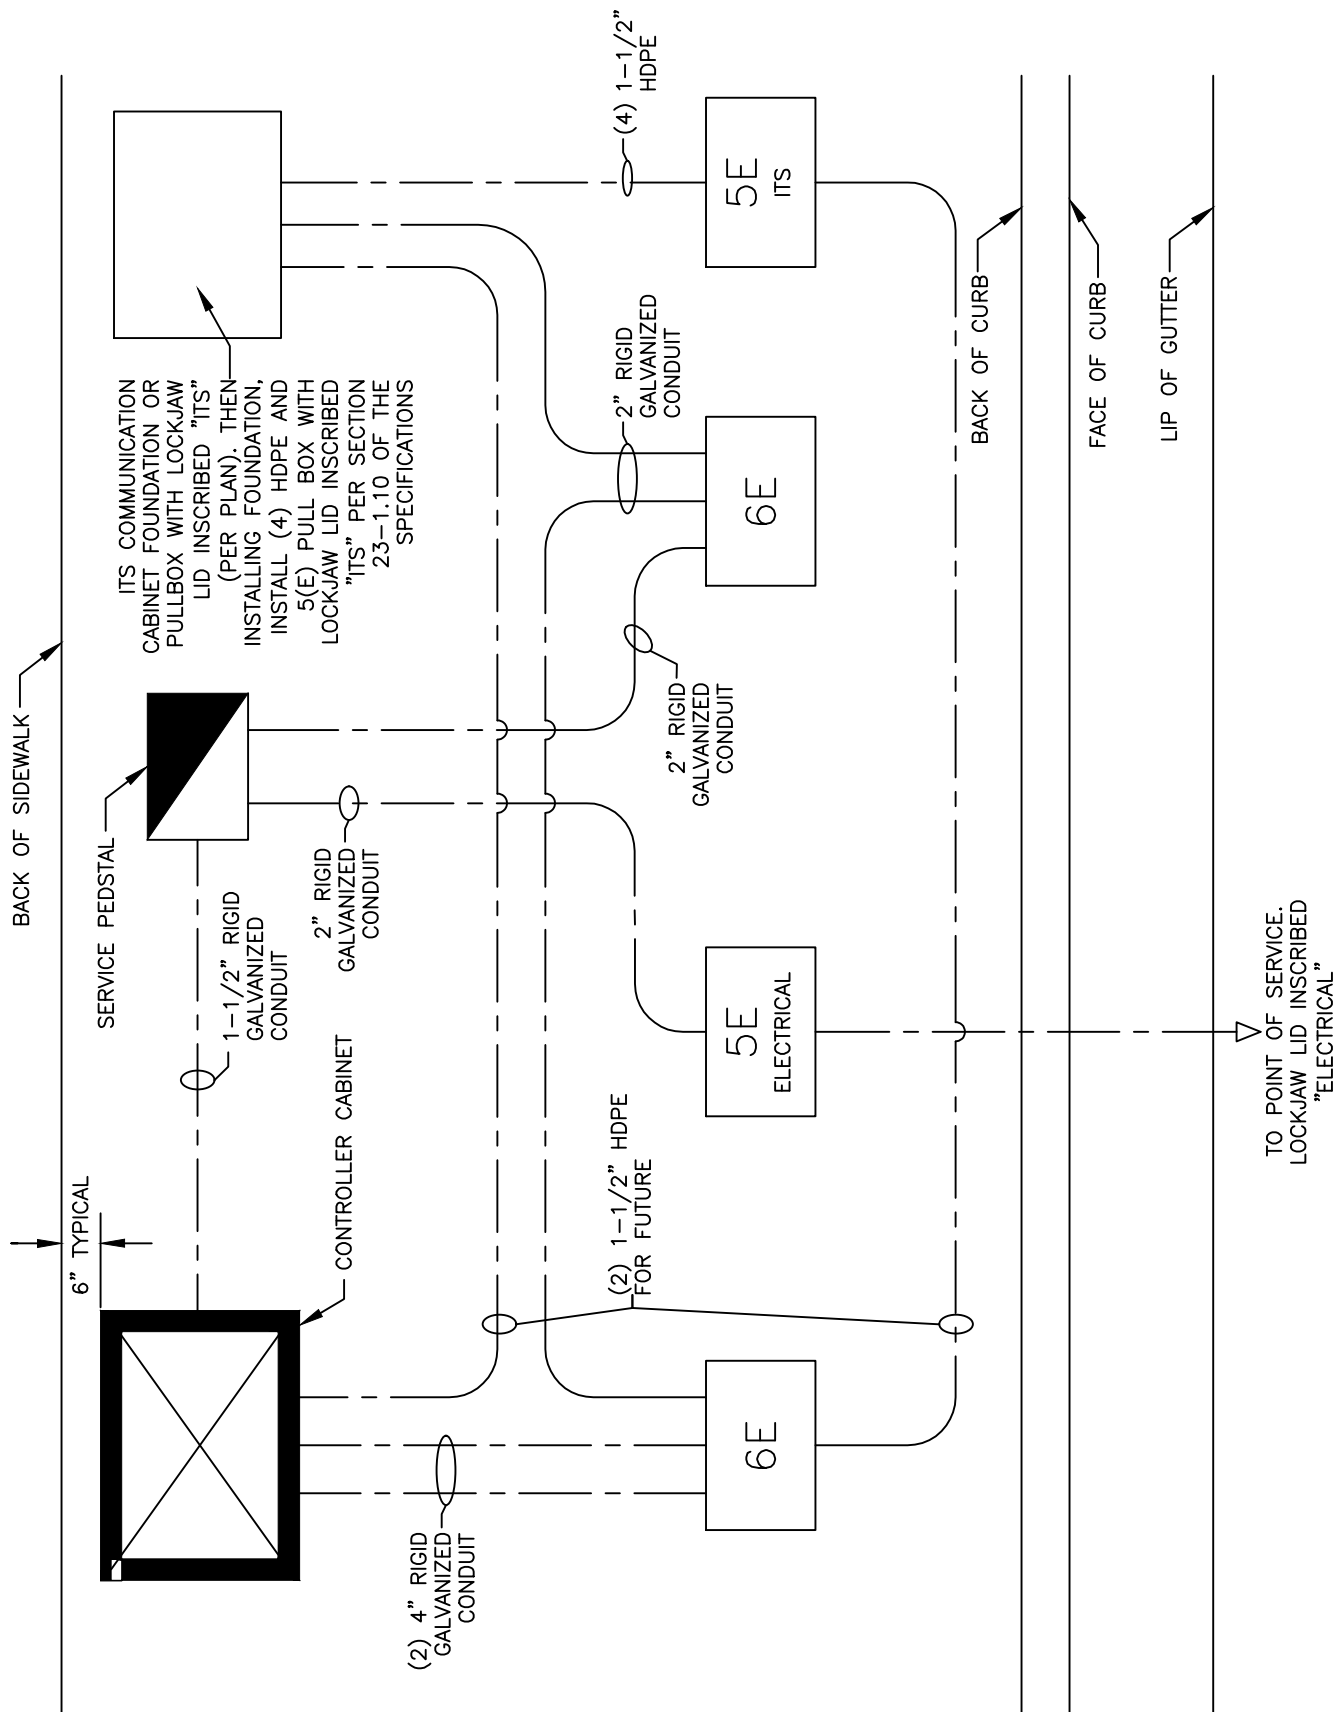 BACK OF SIDEWALK
6" TYPICAL
SERVICE PEDSTAL
1-1/2" RIGID
GALVANIZED
CONDUIT
2" RIGID
GALVANIZED
CONDUIT
CONTROLLER CABINET
ITS COMMUNICATION
CABINET FOUNDATION OR
PULLBOX WITH LOCKJAW
LID INSCRIBED "ITS"
(PER PLAN). THEN
INSTALLING FOUNDATION,
INSTALL (4) HDPE AND
5(E) PULL BOX WITH
LOCKJAW LID INSCRIBED
"ITS" PER SECTION
23-1.10 OF THE
SPECIFICATIONS
(2) 4" RIGID
GALVANIZED
CONDUIT
(2) 1-1/2" HDPE
FOR FUTURE
2" RIGID
GALVANIZED
CONDUIT
2" RIGID
GALVANIZED
CONDUIT
(4) 1-1/2"
HDPE
6E
5E
ELECTRICAL
6E
5E
ITS
BACK OF CURB
FACE OF CURB
LIP OF GUTTER
TO POINT OF SERVICE.
LOCKJAW LID INSCRIBED
"ELECTRICAL"